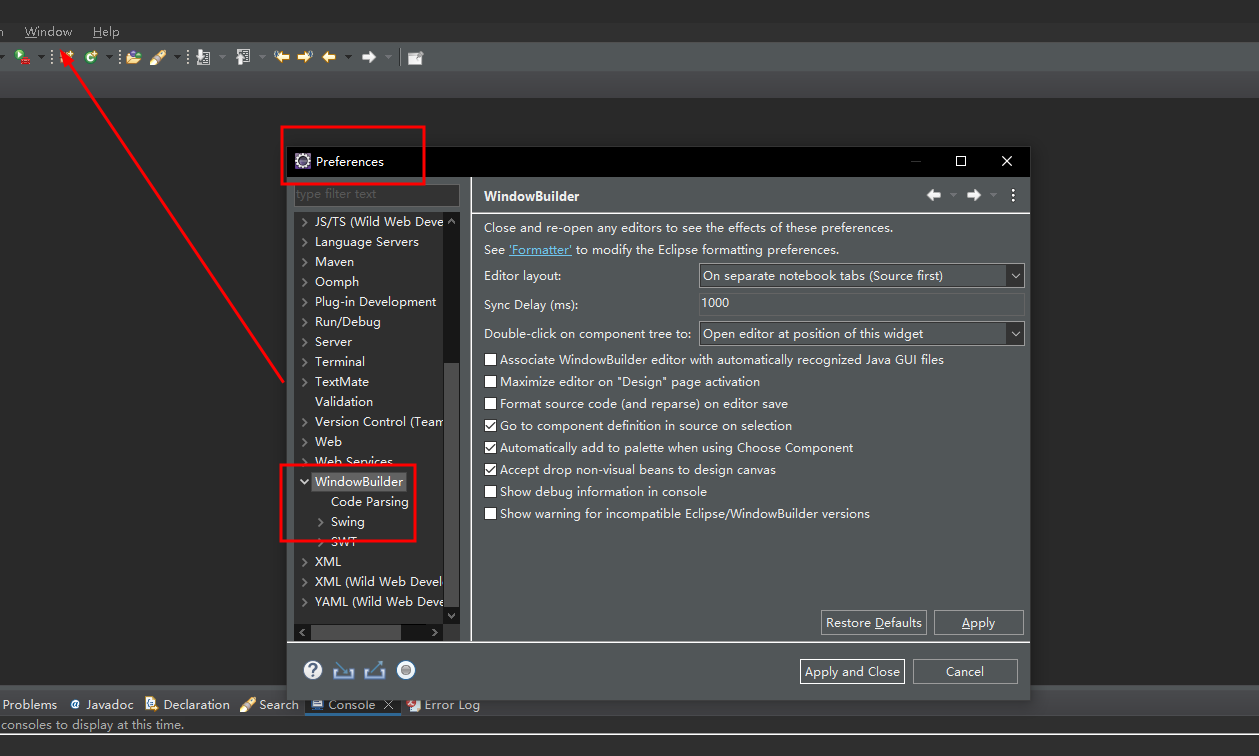 Window Help
Preferences
type filter text
JS/TS (Wild Web Deve
Language Servers
Maven
Oomph
Plug-in Development
Run/Debug
Server
Terminal
TextMate
Validation
Version Control (Team
Web
Web Services
WindowBuilder
Code Parsing
Swing
SWT
XML
XML (Wild Web Devel
YAML (Wild Web Deve
WindowBuilder
Close and re-open any editors to see the effects of these preferences.
See 'Formatter' to modify the Eclipse formatting preferences.
Editor layout: On separate notebook tabs (Source first)
Sync Delay (ms): 1000
Double-click on component tree to: Open editor at position of this widget
Associate WindowBuilder editor with automatically recognized Java GUI files
Maximize editor on "Design" page activation
Format source code (and reparse) on editor save
Go to component definition in source on selection
Automatically add to palette when using Choose Component
Accept drop non-visual beans to design canvas
Show debug information in console
Show warning for incompatible Eclipse/WindowBuilder versions
Restore Defaults Apply
Apply and Close Cancel
Problems Javadoc Declaration Search Console Error Log
consoles to display at this time.